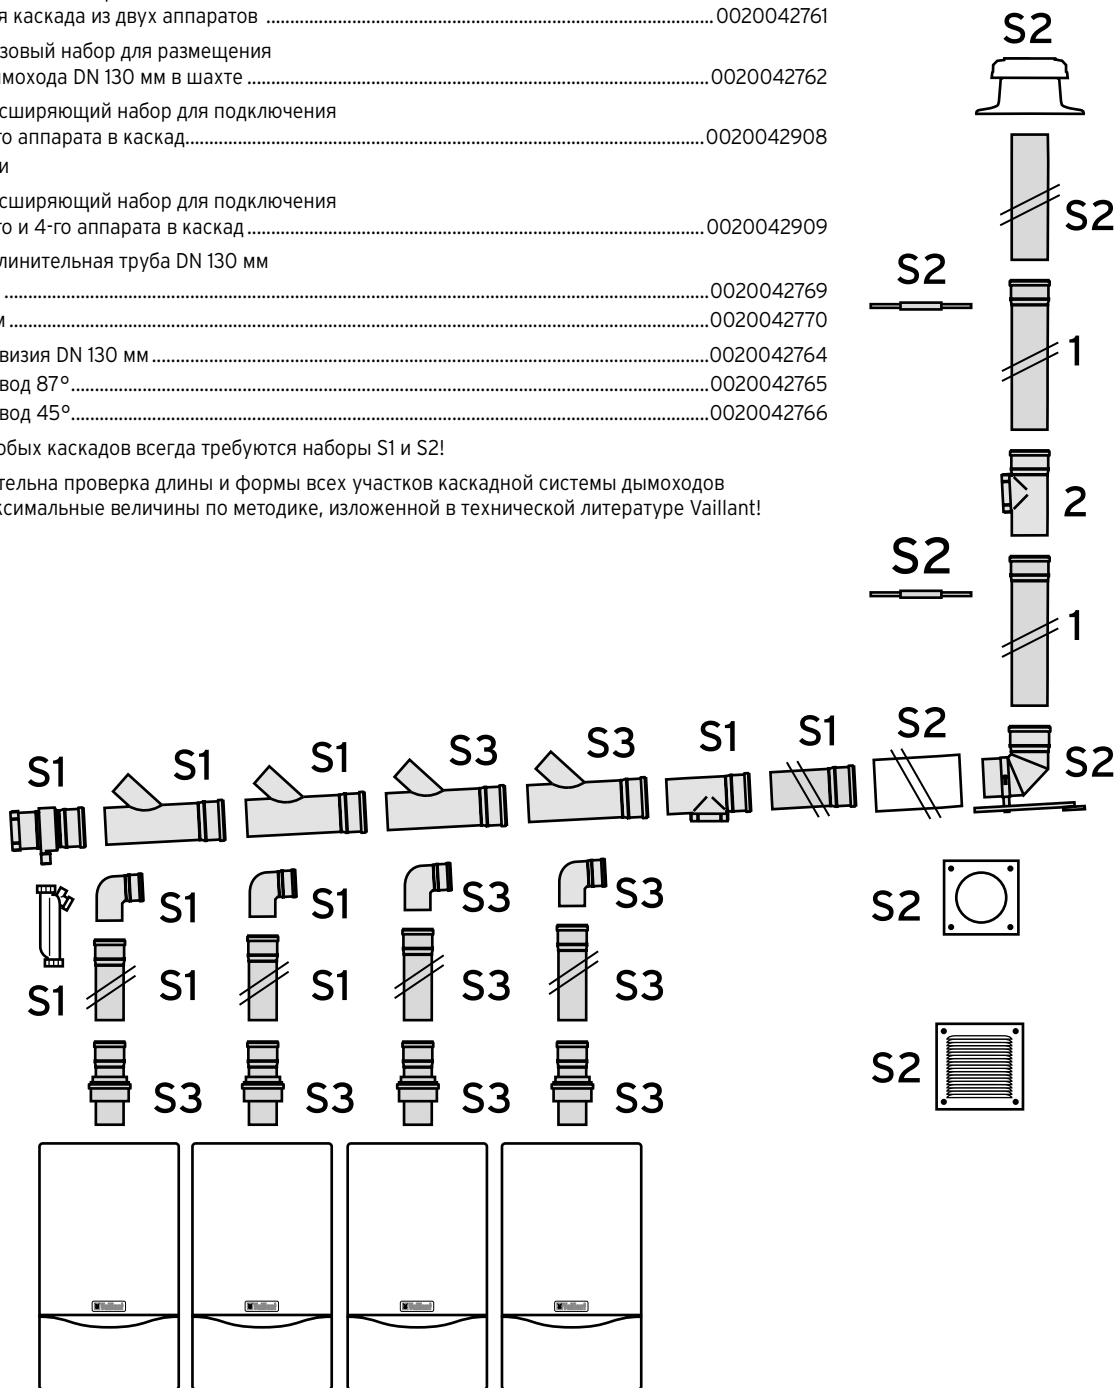 я каскада из двух аппаратов ........ 0020042761
зовый набор для размещения
ымохода DN 130 мм в шахте ........ 0020042762
сширяющий набор для подключения
го аппарата в каскад........ 0020042908
и
сширяющий набор для подключения
го и 4-го аппарата в каскад ........ 0020042909
линительная труба DN 130 мм
........ 0020042769
м ........ 0020042770
визия DN 130 мм ........ 0020042764
вод 87°........ 0020042765
вод 45°........ 0020042766
обых каскадов всегда требуются наборы S1 и S2!
тельна проверка длины и формы всех участков каскадной системы дымоходов
ксимальные величины по методике, изложенной в технической литературе Vaillant!
S2
S2
S2
1
2
S2
1
S1 S1 S1 S3 S3 S1 S1 S2 S2
S1 S1 S3 S3 S2
S1 S1 S1 S3 S3
S3 S3 S3 S3 S2
Vaillant Vaillant Vaillant Vaillant